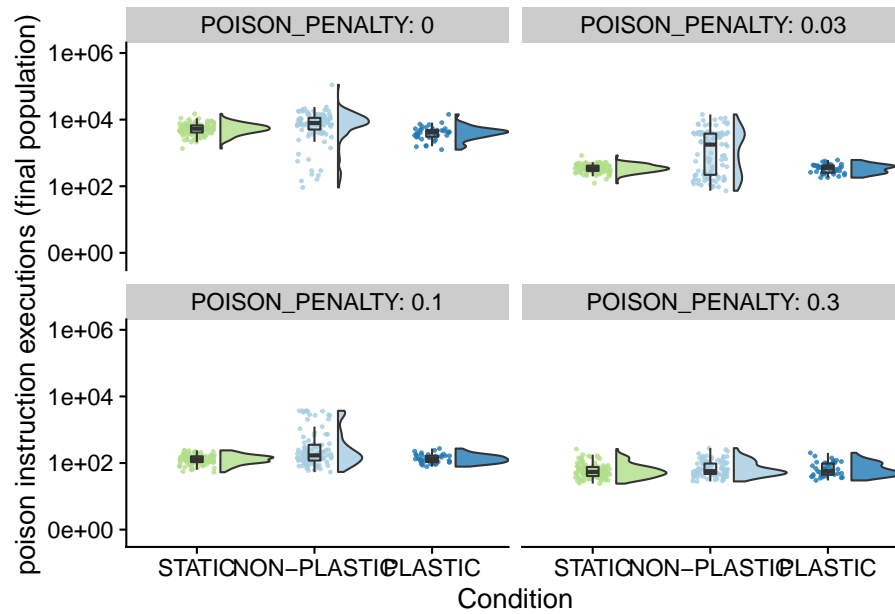 POISON_PENALTY: 0
POISON_PENALTY: 0.03
1e+06
1e+04
1e+02
0e+00
POISON_PENALTY: 0.1
POISON_PENALTY: 0.3
1e+06
1e+04
1e+02
0e+00
STATIC NON−PLASTIC PLASTIC
STATIC NON−PLASTIC PLASTIC
Condition
poison instruction executions (final population)